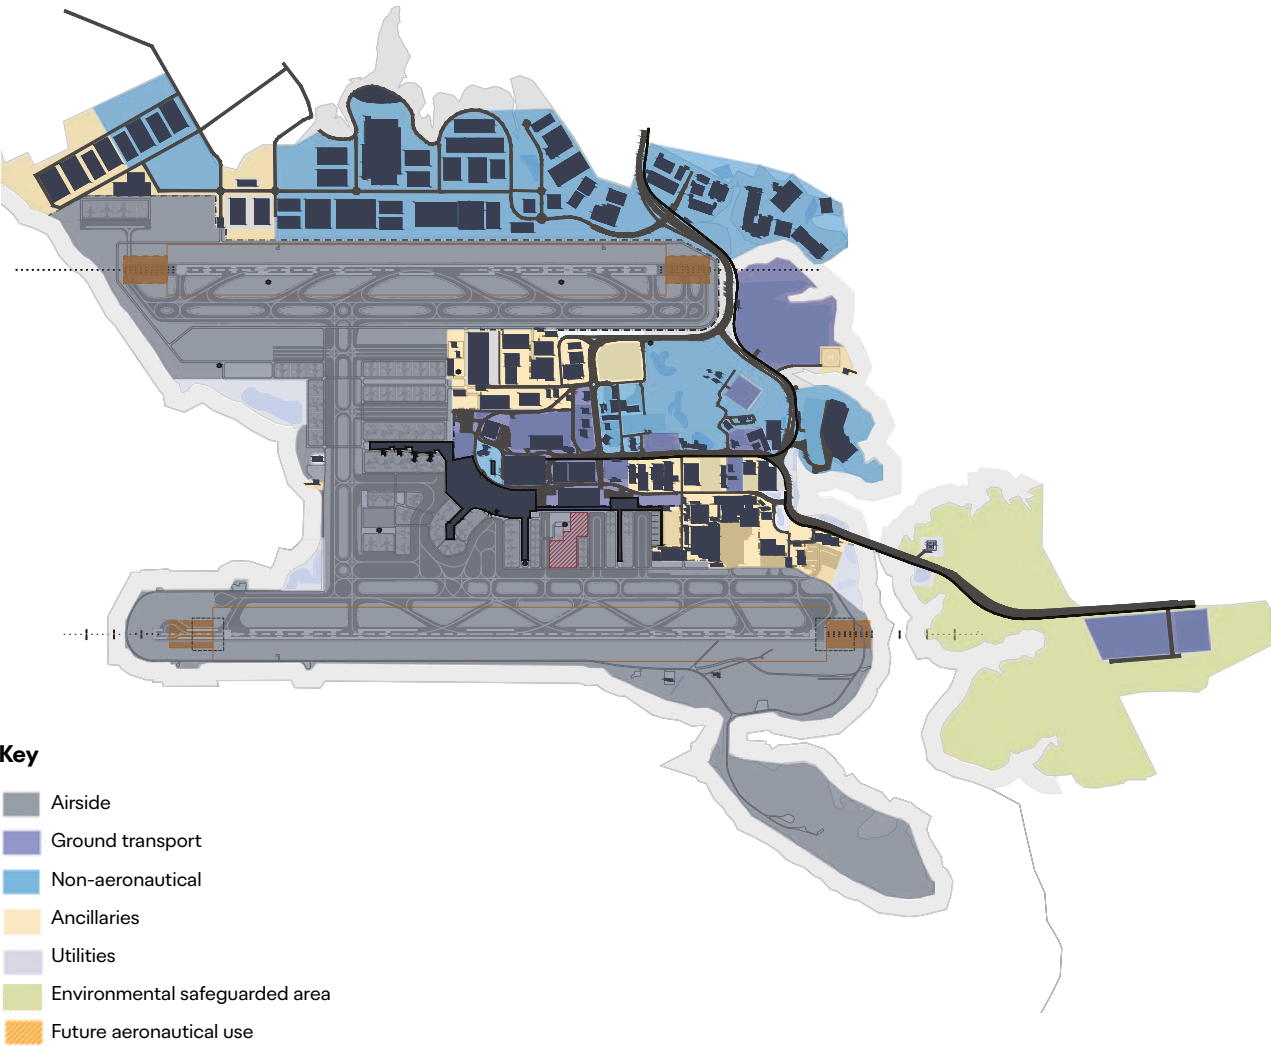 H
Key
Airside
Ground transport
Non-aeronautical
Ancillaries
Utilities
Environmental safeguarded area
Future aeronautical use